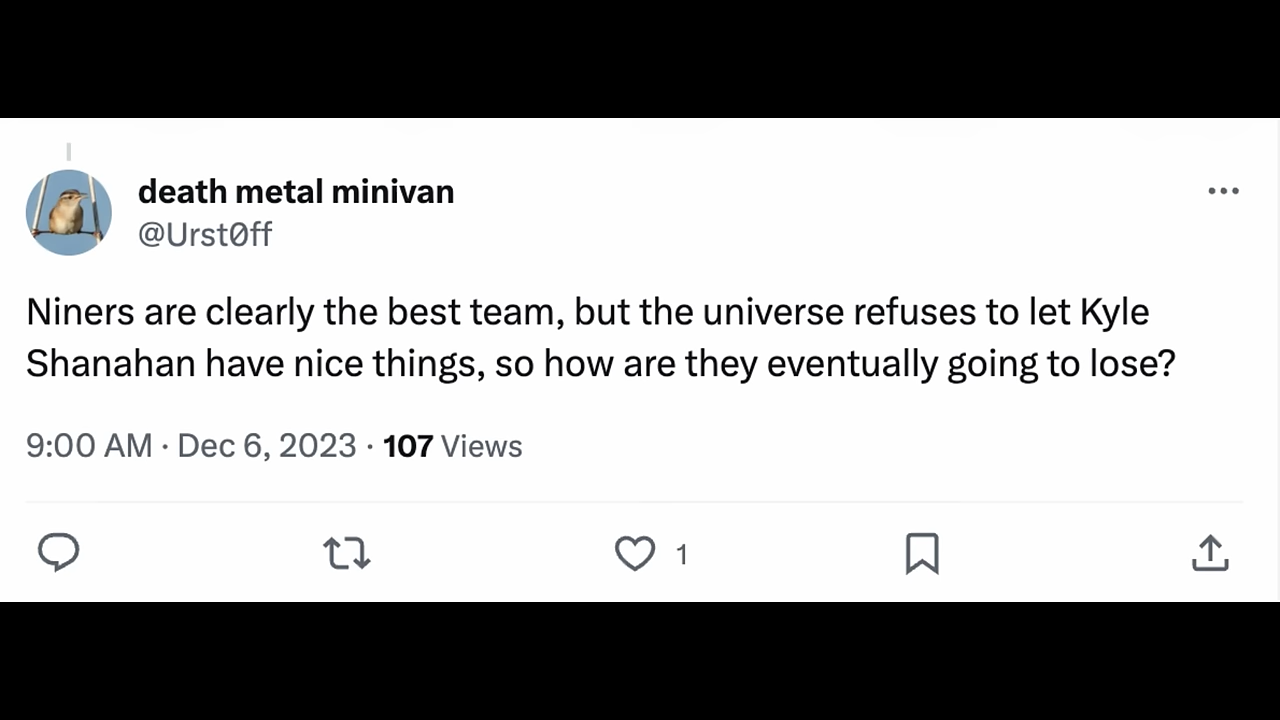 death metal minivan
@Urst0ff
Niners are clearly the best team, but the universe refuses to let Kyle
Shanahan have nice things, so how are they eventually going to lose?
9:00 AM · Dec 6, 2023 · 107 Views
1